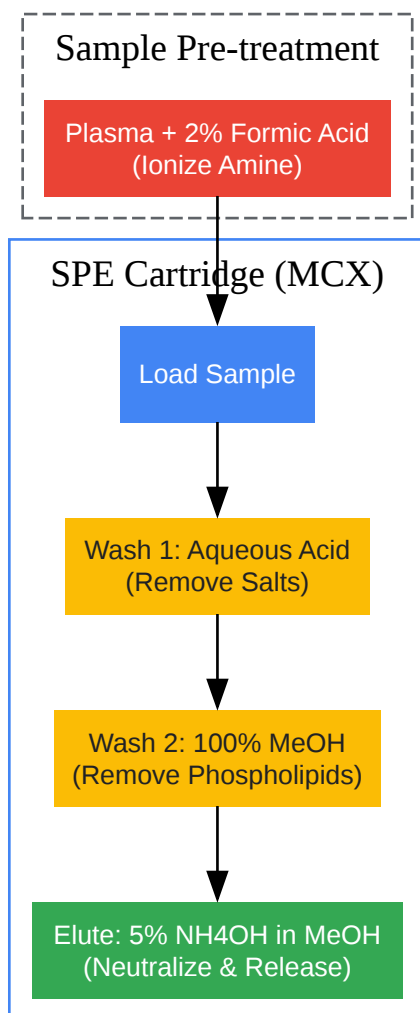 Sample Pre-treatment
Plasma + 2% Formic Acid
(Ionize Amine)
SPE Cartridge (MCX)
Load Sample
Wash 1: Aqueous Acid
(Remove Salts)
Wash 2: 100% MeOH
(Remove Phospholipids)
Elute: 5% NH4OH in MeOH
(Neutralize & Release)